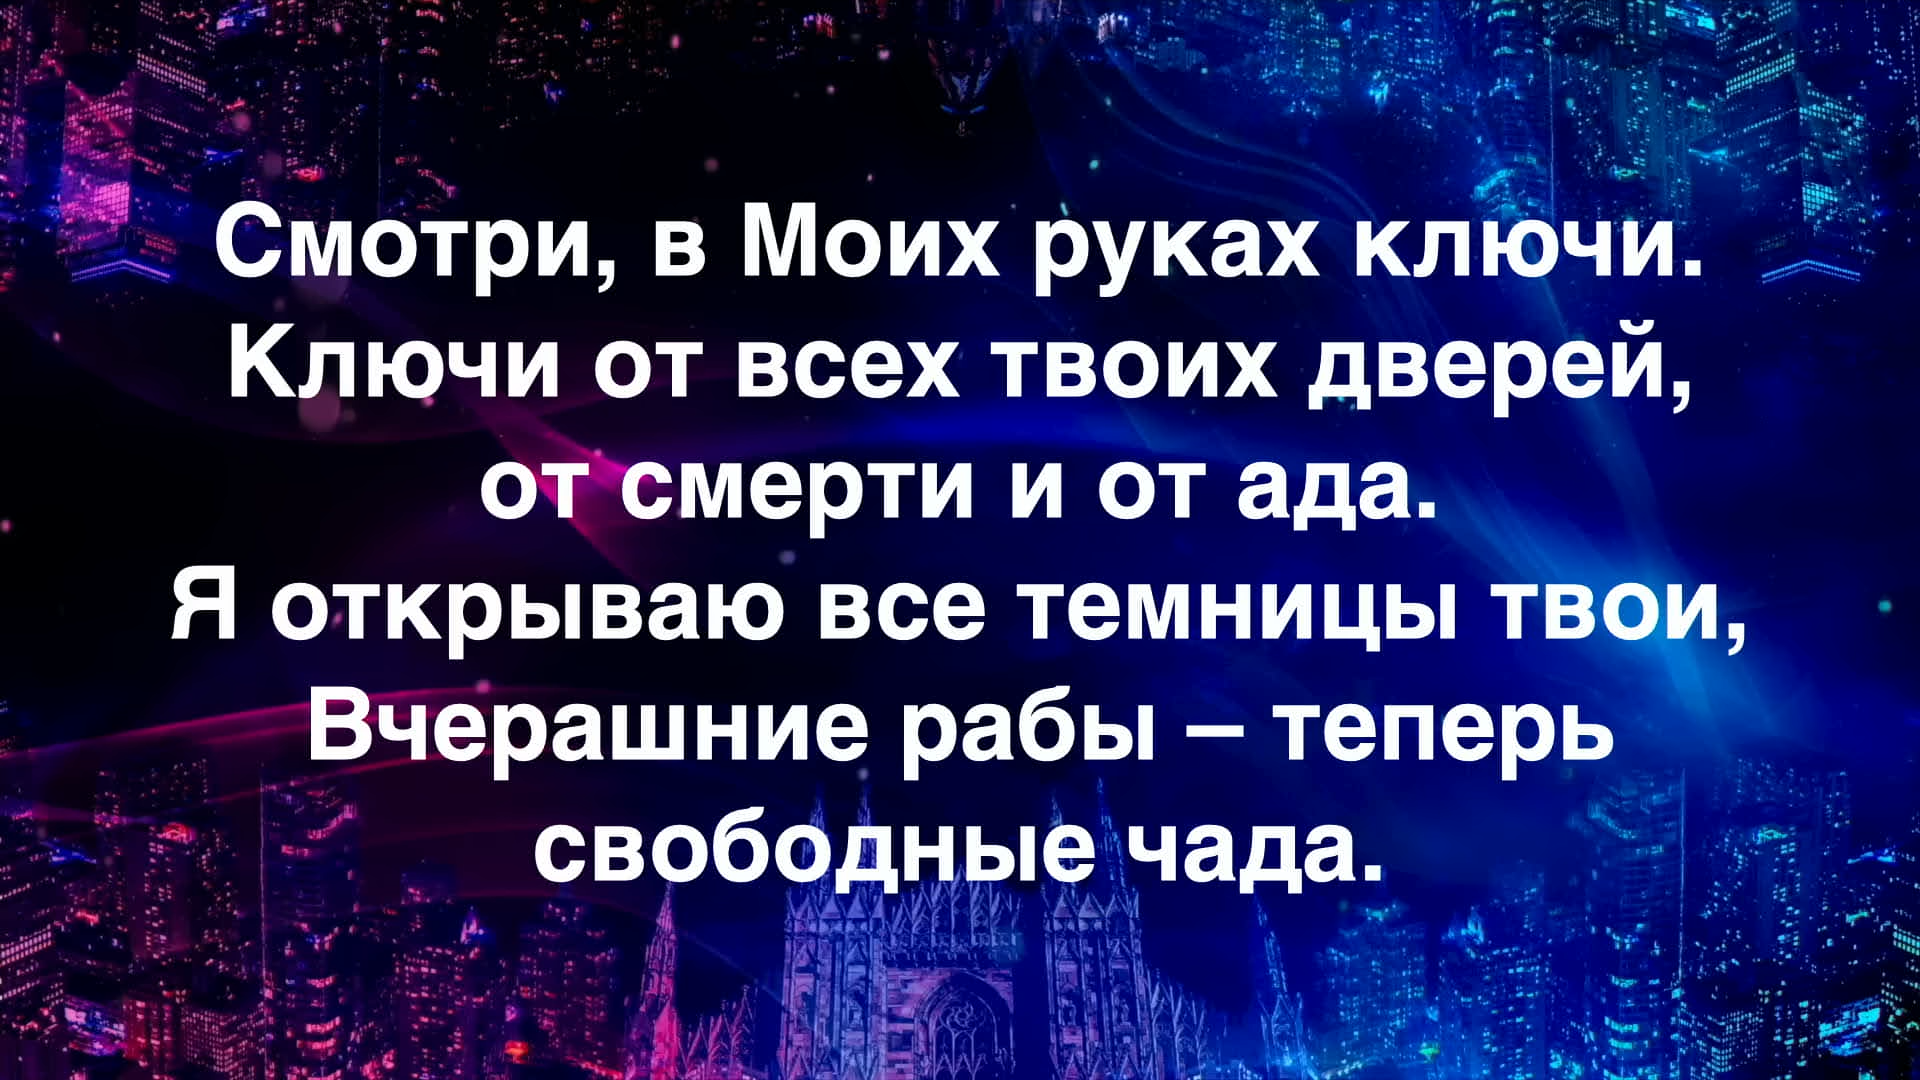 Смотри, в Моих руках ключи.
Ключи от всех твоих дверей,
от смерти и от ада.
Я открываю все темницы твои,
Вчерашние рабы – теперь
свободные чада.